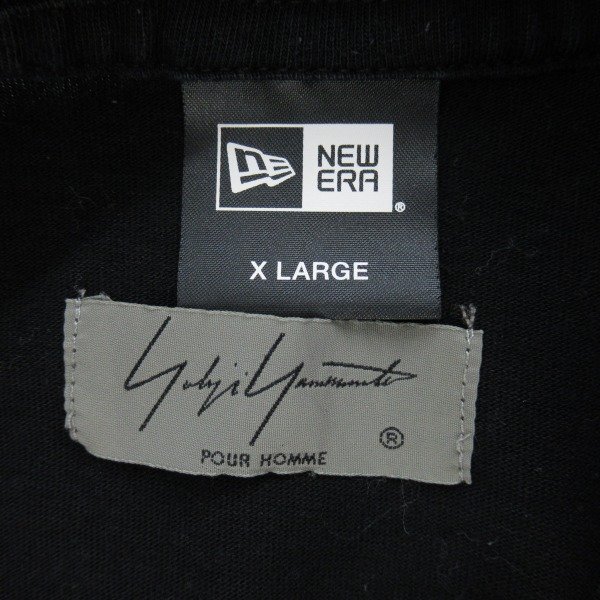 NEW
ERA
®
X LARGE
Yohji Yamamoto
®
POUR HOMME